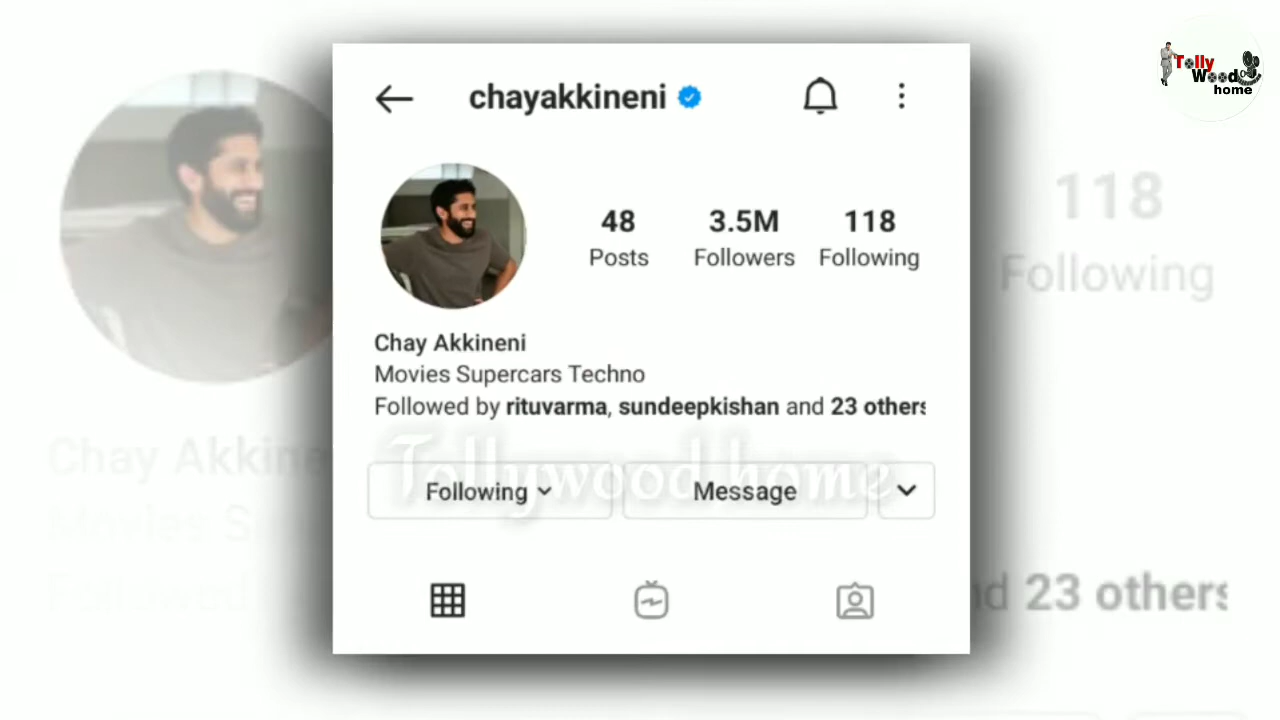 Tolly
Wood
home
chayakkineni
48
3.5M
118
Posts
Followers
Following
118
Following
Chay Akkineni
Movies Supercars Techno
Followed by rituvarma, sundeepkishan and 23 others
Chay Akkine
Tollywood home
Following
Message
nd 23 others